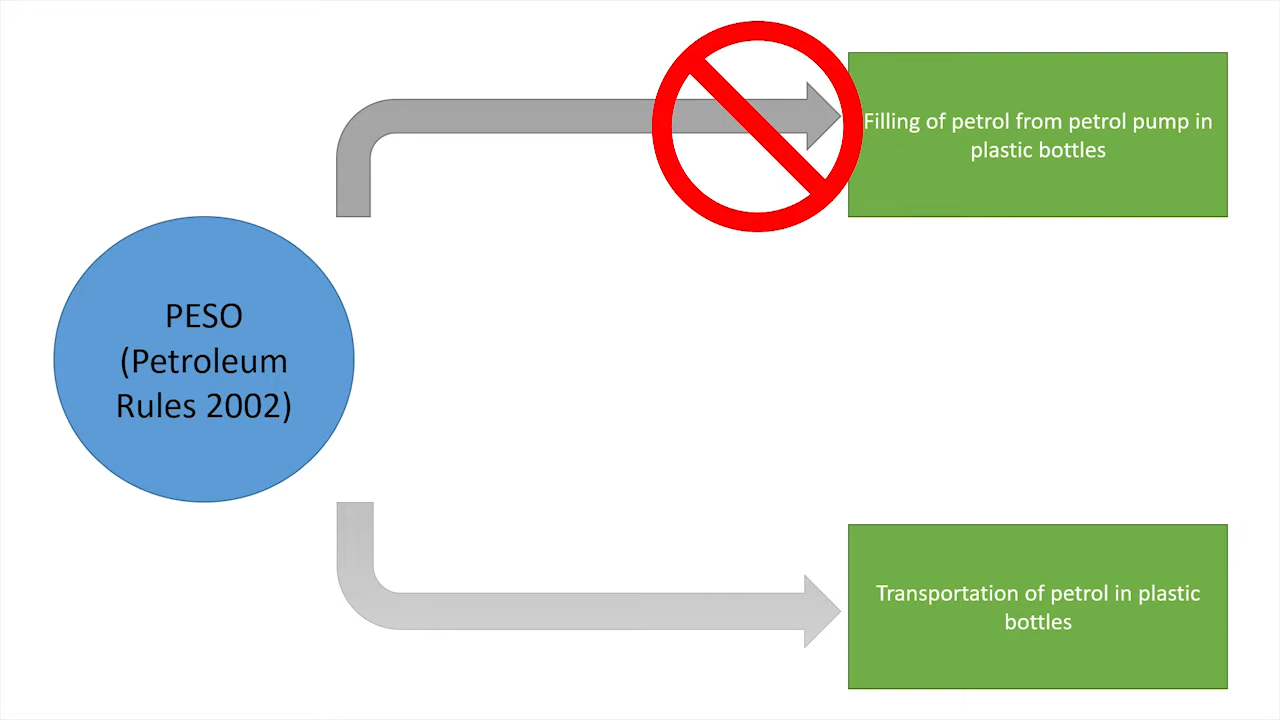 Filling of petrol from petrol pump in
plastic bottles
PESO
(Petroleum
Rules 2002)
Transportation of petrol in plastic
bottles